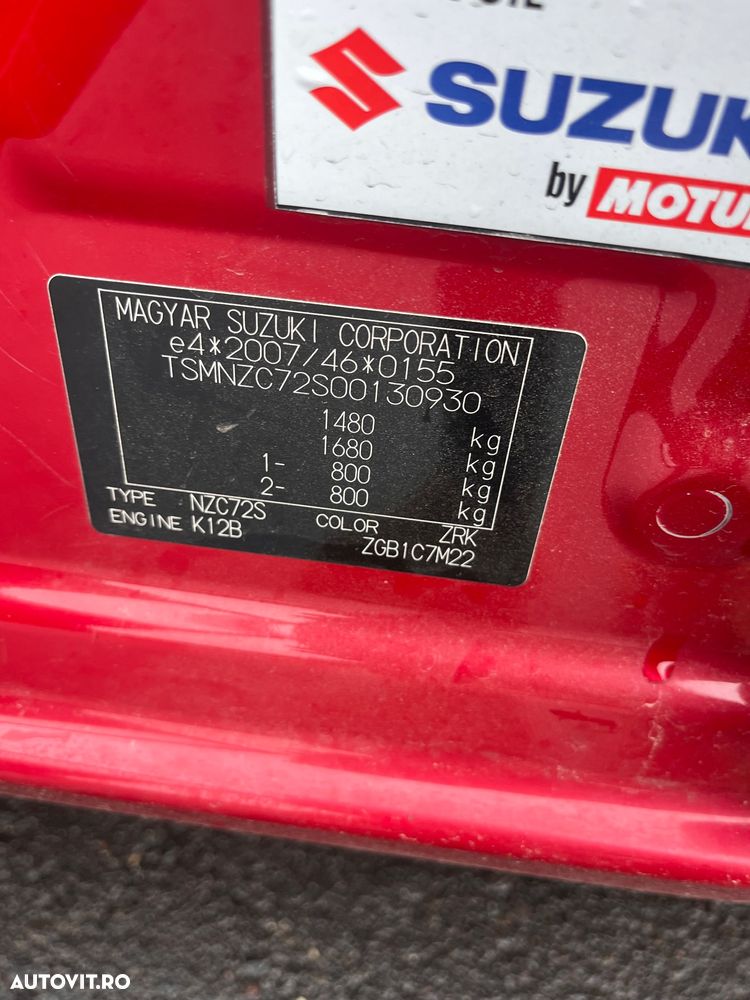 SUZUK
by MOTUL
MAGYAR SUZUKI CORPORATION
e4*2007/46*0155
TSMNZC72S00130930
1480 kg
1680 kg
1- 800 kg
2- 800 kg
TYPE NZC72S COLOR ZRK
ENGINE K12B ZGB1C7M22
AUTOVIT.RO